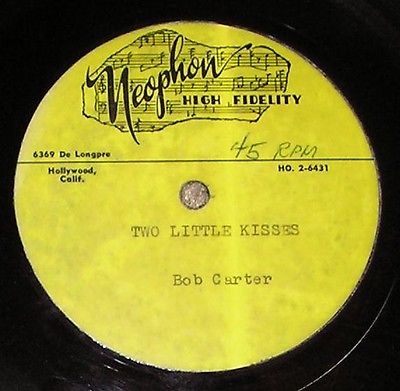 Neophon
HIGH FIDELITY
6369 De Longpre
Hollywood,
Calif.
45 RPM
HO. 2-6431
TWO LITTLE KISSES
Bob Carter